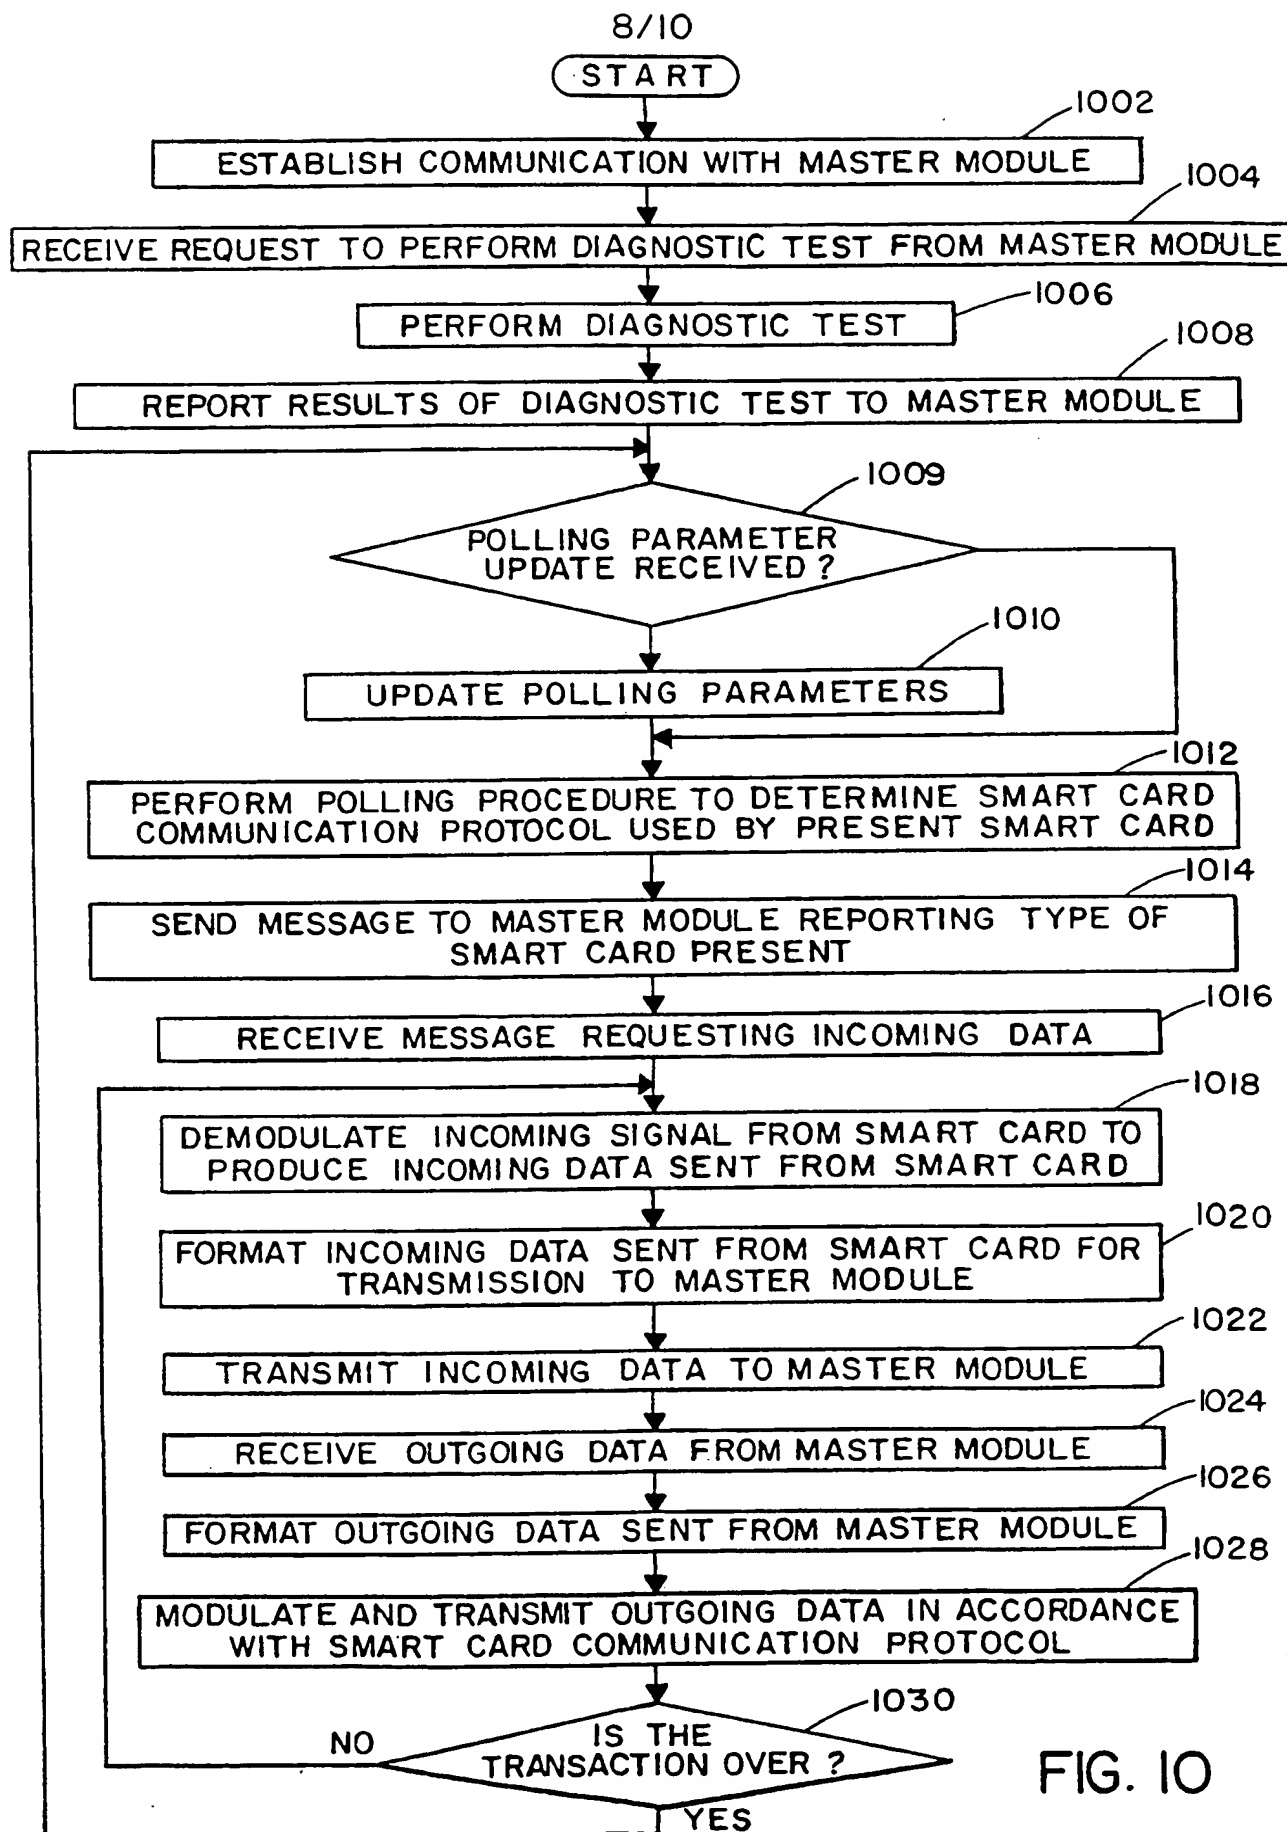 8/10
START
1002
ESTABLISH COMMUNICATION WITH MASTER MODULE
1004
RECEIVE REQUEST TO PERFORM DIAGNOSTIC TEST FROM MASTER MODULE
1006
PERFORM DIAGNOSTIC TEST
1008
REPORT RESULTS OF DIAGNOSTIC TEST TO MASTER MODULE
1009
POLLING PARAMETER
UPDATE RECEIVED ?
1010
UPDATE POLLING PARAMETERS
1012
PERFORM POLLING PROCEDURE TO DETERMINE SMART CARD
COMMUNICATION PROTOCOL USED BY PRESENT SMART CARD
1014
SEND MESSAGE TO MASTER MODULE REPORTING TYPE OF
SMART CARD PRESENT
1016
RECEIVE MESSAGE REQUESTING INCOMING DATA
1018
DEMODULATE INCOMING SIGNAL FROM SMART CARD TO
PRODUCE INCOMING DATA SENT FROM SMART CARD
1020
FORMAT INCOMING DATA SENT FROM SMART CARD FOR
TRANSMISSION TO MASTER MODULE
1022
TRANSMIT INCOMING DATA TO MASTER MODULE
1024
RECEIVE OUTGOING DATA FROM MASTER MODULE
1026
FORMAT OUTGOING DATA SENT FROM MASTER MODULE
1028
MODULATE AND TRANSMIT OUTGOING DATA IN ACCORDANCE
WITH SMART CARD COMMUNICATION PROTOCOL
1030
NO
IS THE
TRANSACTION OVER ?
YES
FIG. 10